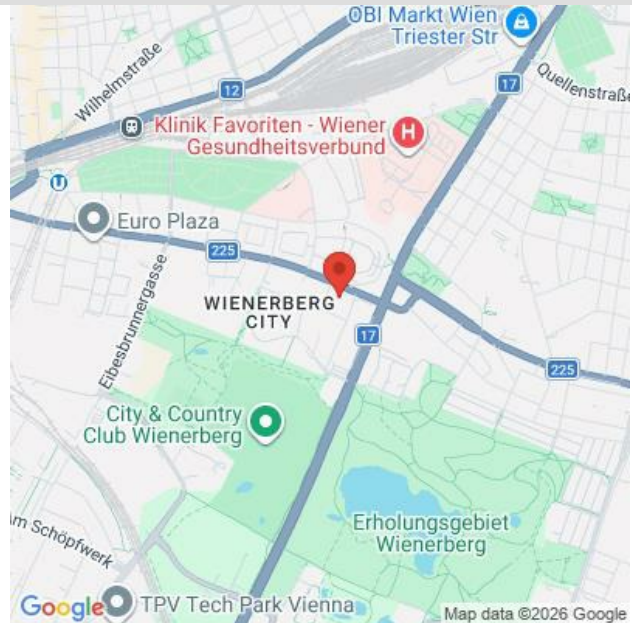 OBI Markt Wien
Triester Str
Wilhelmstraße
12
17
Quellenstraße
Klinik Favoriten - Wiener
Gesundheitsverbund
H
U
Euro Plaza
225
Eibesbrunnergasse
WIENERBERG
CITY
17
225
City & Country
Club Wienerberg
Erholungsgebiet
Wienerberg
Am Schöpfwerk
Google
TPV Tech Park Vienna
Map data ©2026 Google